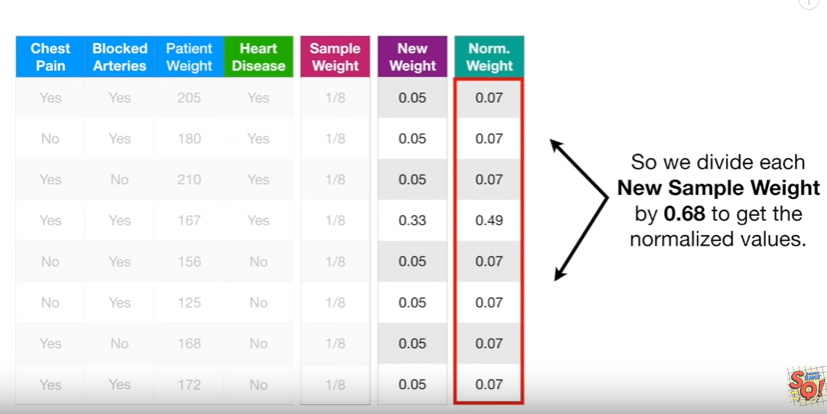 Chest Pain Blocked Arteries Patient Weight Heart Disease Sample Weight New Weight Norm. Weight
Yes Yes 205 Yes 1/8 0.05 0.07
No Yes 180 Yes 1/8 0.05 0.07
Yes No 210 Yes 1/8 0.05 0.07
Yes Yes 167 Yes 1/8 0.33 0.49
No Yes 156 No 1/8 0.05 0.07
No Yes 125 No 1/8 0.05 0.07
Yes No 168 No 1/8 0.05 0.07
Yes Yes 172 No 1/8 0.05 0.07
So we divide each
New Sample Weight
by 0.68 to get the
normalized values.
SQ!